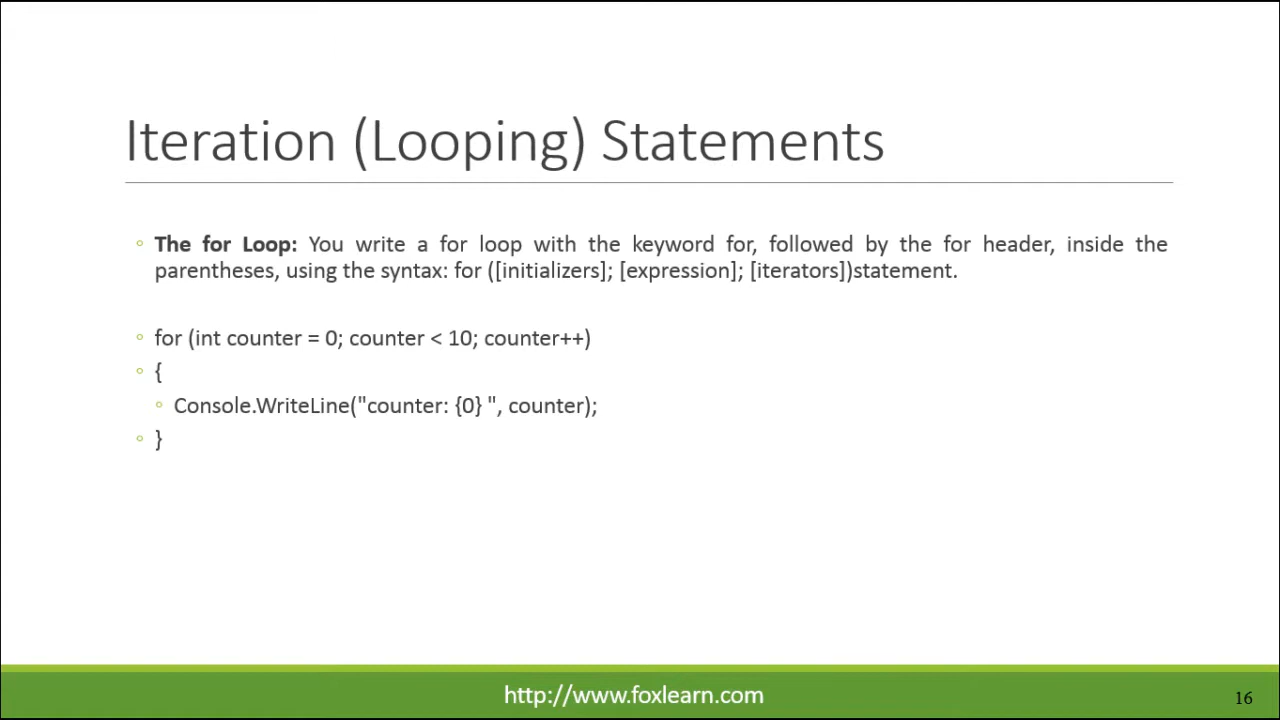 Iteration (Looping) Statements
The for Loop: You write a for loop with the keyword for, followed by the for header, inside the
parentheses, using the syntax: for ([initializers]; [expression]; [iterators])statement.
for (int counter = 0; counter < 10; counter++)
{
Console.WriteLine("counter: {0} ", counter);
}
http://www.foxlearn.com
16